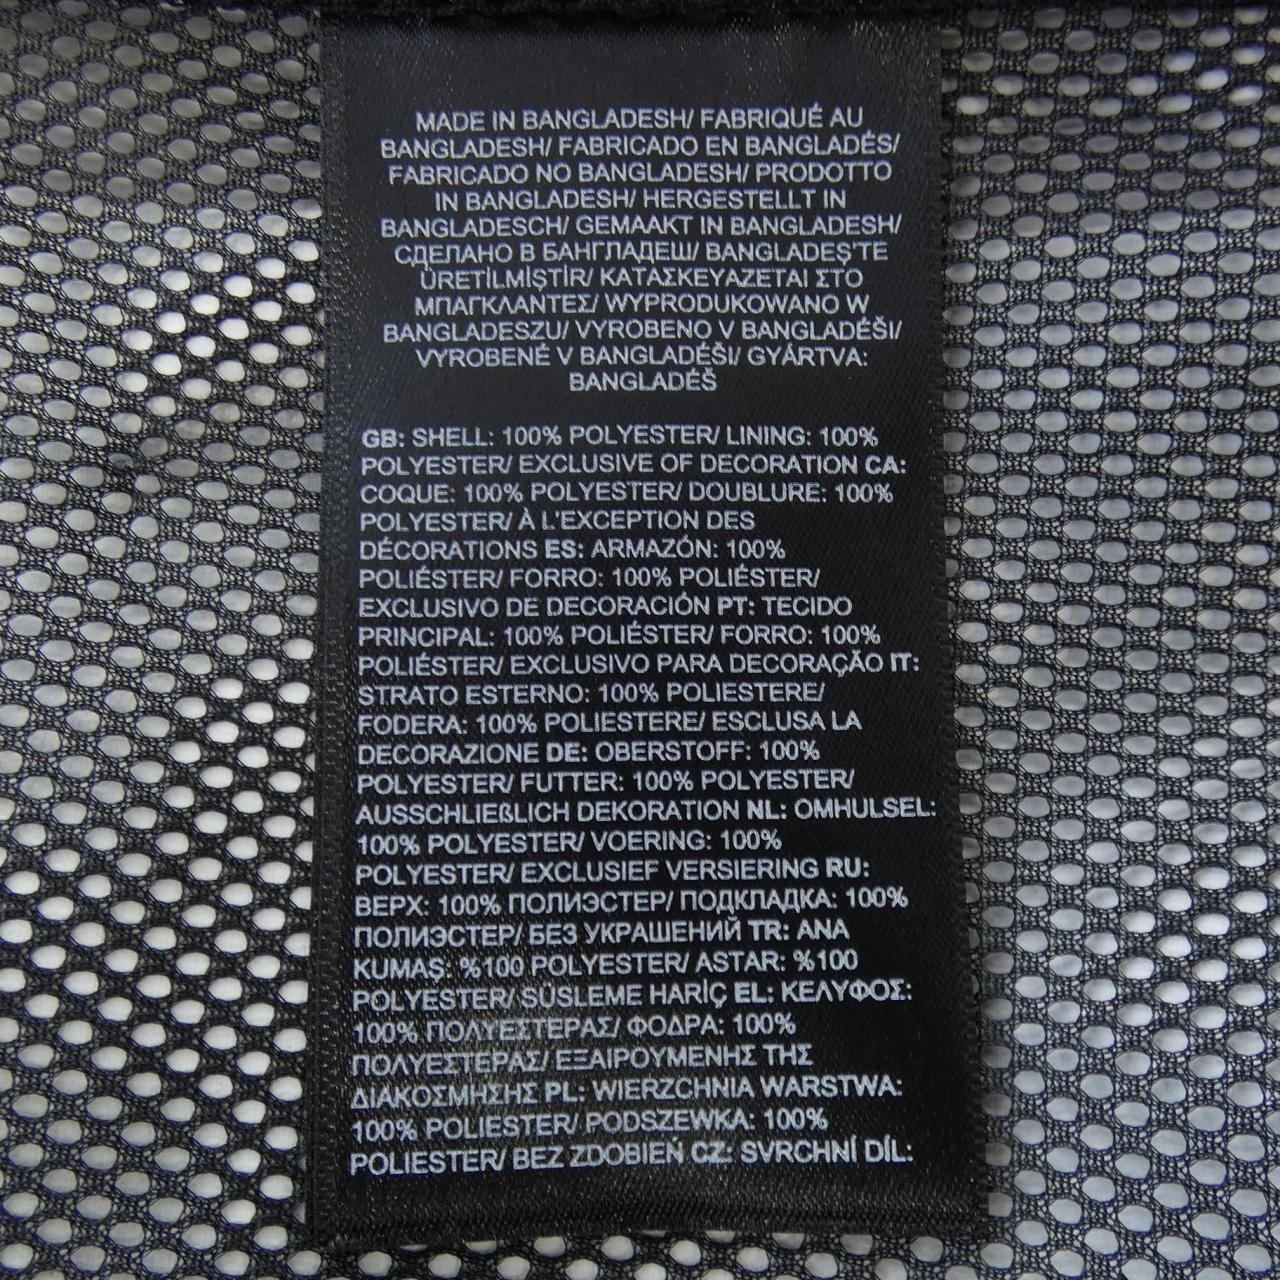 MADE IN BANGLADESH/ FABRIQUÉ AU
BANGLADESH/ FABRICADO EN BANGLADÉS/
FABRICADO NO BANGLADESH/ PRODOTTO
IN BANGLADESH/ HERGESTELLT IN
BANGLADESCH/ GEMAAKT IN BANGLADESH/
СДЕЛАНО В БАНГЛАДЕШ/ BANGLADEŞ'TE
ÜRETİLMİŞTİR/ ΚΑΤΑΣΚΕΥΑΖΕΤΑΙ ΣΤΟ
ΜΠΑΓΚΛΑΝΤΕΣ/ WYPRODUKOWANO W
BANGLADESZU/ VYROBENO V BANGLADÉŠI/
VYROBENÉ V BANGLADÉŠI/ GYÁRTVA:
BANGLADÉŠ
GB: SHELL: 100% POLYESTER/ LINING: 100%
POLYESTER/ EXCLUSIVE OF DECORATION CA:
COQUE: 100% POLYESTER/ DOUBLURE: 100%
POLYESTER/ À L'EXCEPTION DES
DÉCORATIONS ES: ARMAZÓN: 100%
POLIÉSTER/ FORRO: 100% POLIÉSTER/
EXCLUSIVO DE DECORACIÓN PT: TECIDO
PRINCIPAL: 100% POLIÉSTER/ FORRO: 100%
POLIÉSTER/ EXCLUSIVO PARA DECORAÇÃO IT:
STRATO ESTERNO: 100% POLIESTERE/
FODERA: 100% POLIESTERE/ ESCLUSA LA
DECORAZIONE DE: OBERSTOFF: 100%
POLYESTER/ FUTTER: 100% POLYESTER/
AUSSCHLIEßLICH DEKORATION NL: OMHULSEL:
100% POLYESTER/ VOERING: 100%
POLYESTER/ EXCLUSIEF VERSIERING RU:
ВЕРХ: 100% ПОЛИЭСТЕР/ ПОДКЛАДКА: 100%
ПОЛИЭСТЕР/ БЕЗ УКРАШЕНИЙ TR: ANA
KUMAŞ: %100 POLYESTER/ ASTAR: %100
POLYESTER/ SÜSLEME HARİÇ EL: ΚΕΛΥΦΟΣ:
100% ΠΟΛΥΕΣΤΕΡΑΣ/ ΦΟΔΡΑ: 100%
ΠΟΛΥΕΣΤΕΡΑΣ/ ΕΞΑΙΡΟΥΜΕΝΗΣ ΤΗΣ
ΔΙΑΚΟΣΜΗΣΗΣ PL: WIERZCHNIA WARSTWA:
100% POLIESTER/ PODSZEWKA: 100%
POLIESTER/ BEZ ZDOBIEŃ CZ: SVRCHNÍ DÍL: